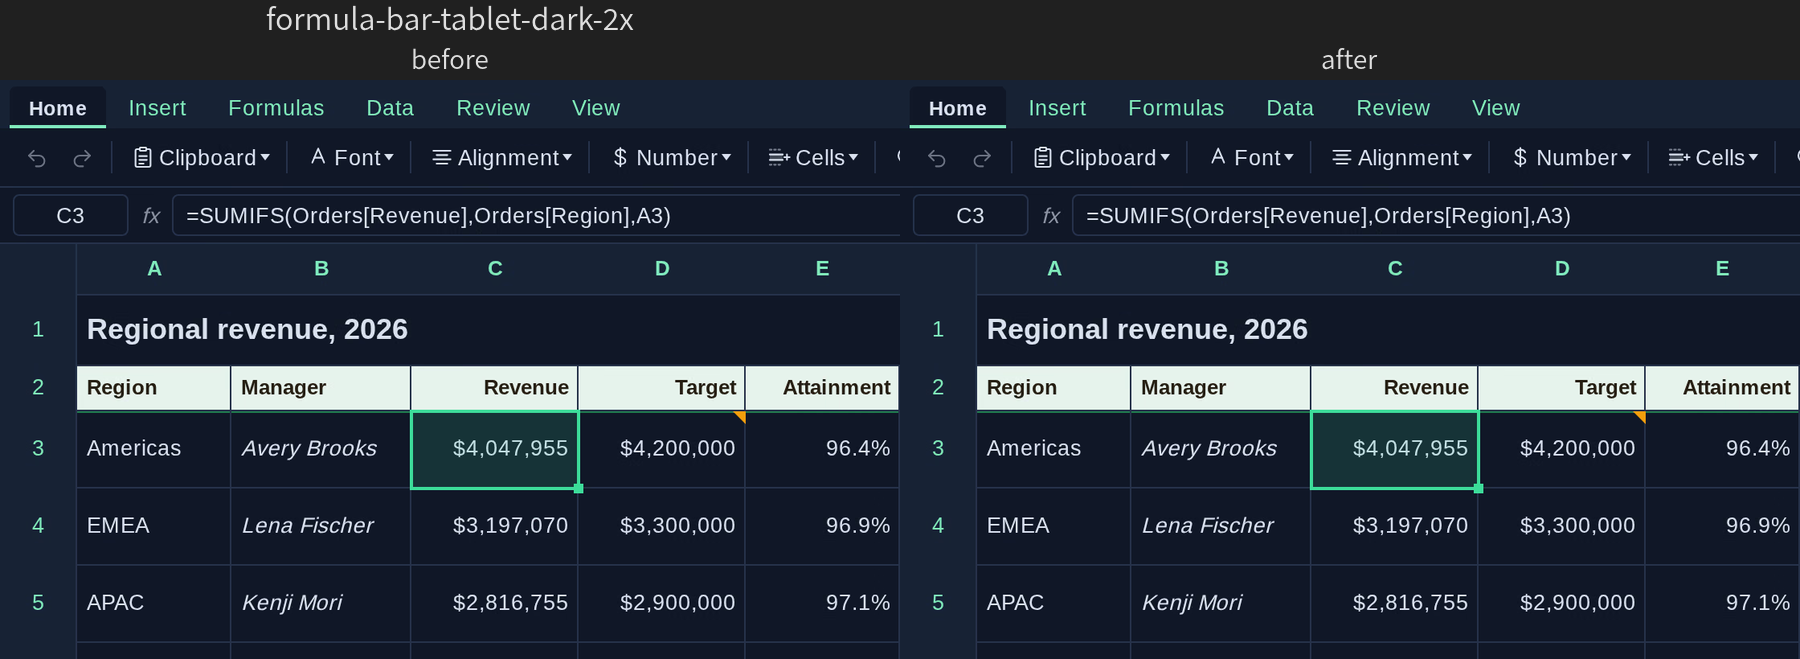 formula-bar-tablet-dark-2x
before after
Home Insert Formulas Data Review View Home Insert Formulas Data Review View
Clipboard Font Alignment $ Number Cells Clipboard Font Alignment $ Number Cells
C3 fx =SUMIFS(Orders[Revenue],Orders[Region],A3) C3 fx =SUMIFS(Orders[Revenue],Orders[Region],A3)
A B C D E A B C D E
1 Regional revenue, 2026 1 Regional revenue, 2026
2 Region Manager Revenue Target Attainment 2 Region Manager Revenue Target Attainment
3 Americas Avery Brooks $4,047,955 $4,200,000 96.4% 3 Americas Avery Brooks $4,047,955 $4,200,000 96.4%
4 EMEA Lena Fischer $3,197,070 $3,300,000 96.9% 4 EMEA Lena Fischer $3,197,070 $3,300,000 96.9%
5 APAC Kenji Mori $2,816,755 $2,900,000 97.1% 5 APAC Kenji Mori $2,816,755 $2,900,000 97.1%